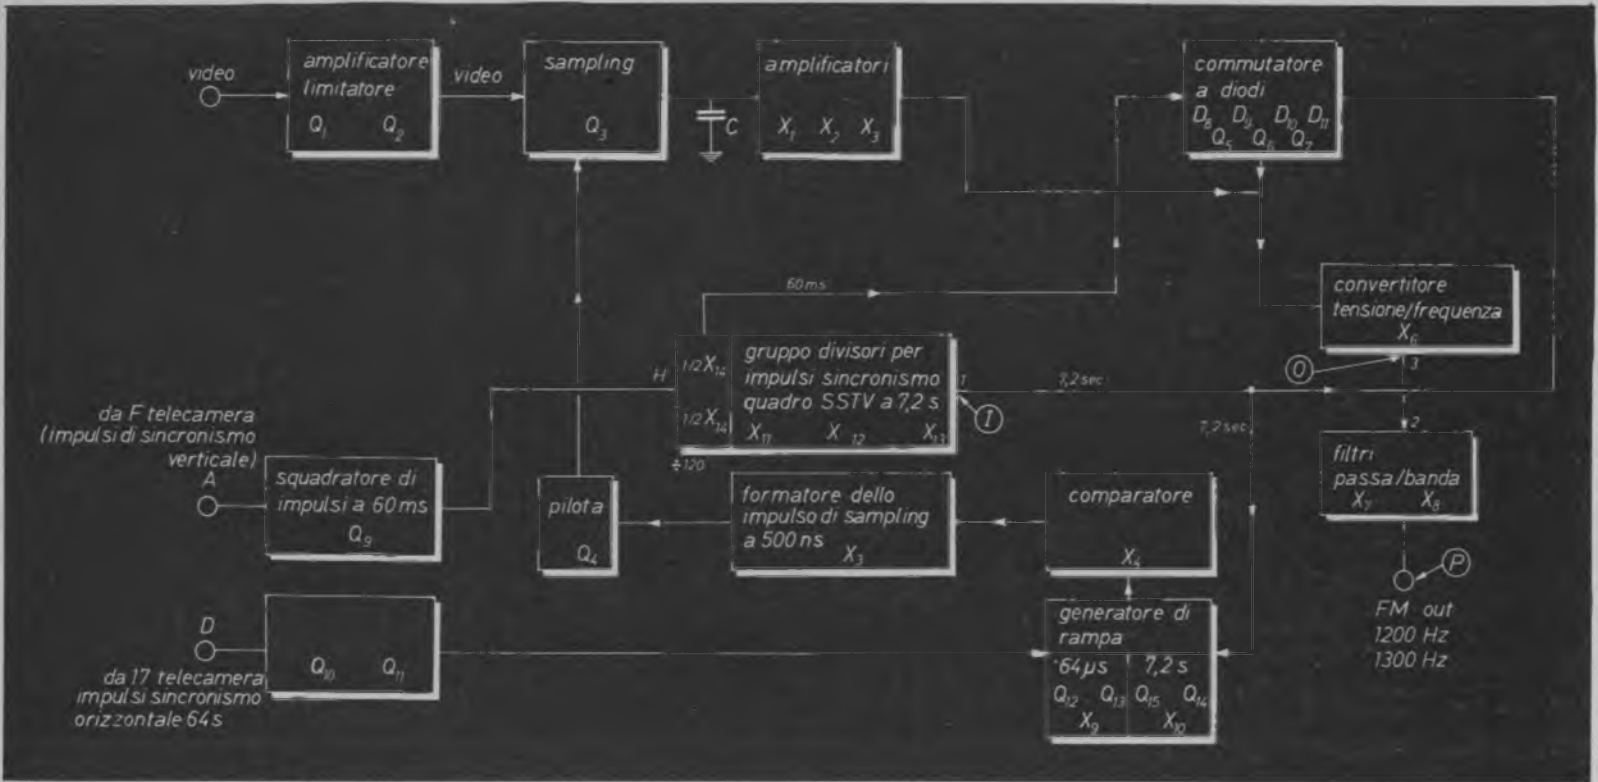 video
amplificatore
limitatore
Q1 Q2
video
sampling
Q3
C
amplificatori
X1 X2 X3
commutatore
a diodi
D8 D9 D10 D11
Q5 Q6 Q7
60 ms
convertitore
tensione/frequenza
X6
O
3
H
1/2 X14
1/2 X14
÷120
gruppo divisori per
impulsi sincronismo
quadro SSTV a 7,2 s
X11 X 12 X13
1
I
7,2 sec
7,2 sec
2
filtri
passa/banda
X7 X8
P
FM out
1200 Hz
1300 Hz
da F telecamera
(impulsi di sincronismo
verticale)
A
squadratore di
impulsi a 60 ms
Q9
pilota
Q4
formatore dello
impulso di sampling
a 500 ns
X3
comparatore
X4
generatore di
rampa
64 µs 7,2 s
Q12 Q13 Q15 Q14
X9 X10
D
da 17 telecamera
impulsi sincronismo
orizzontale 64 s
Q10 Q11